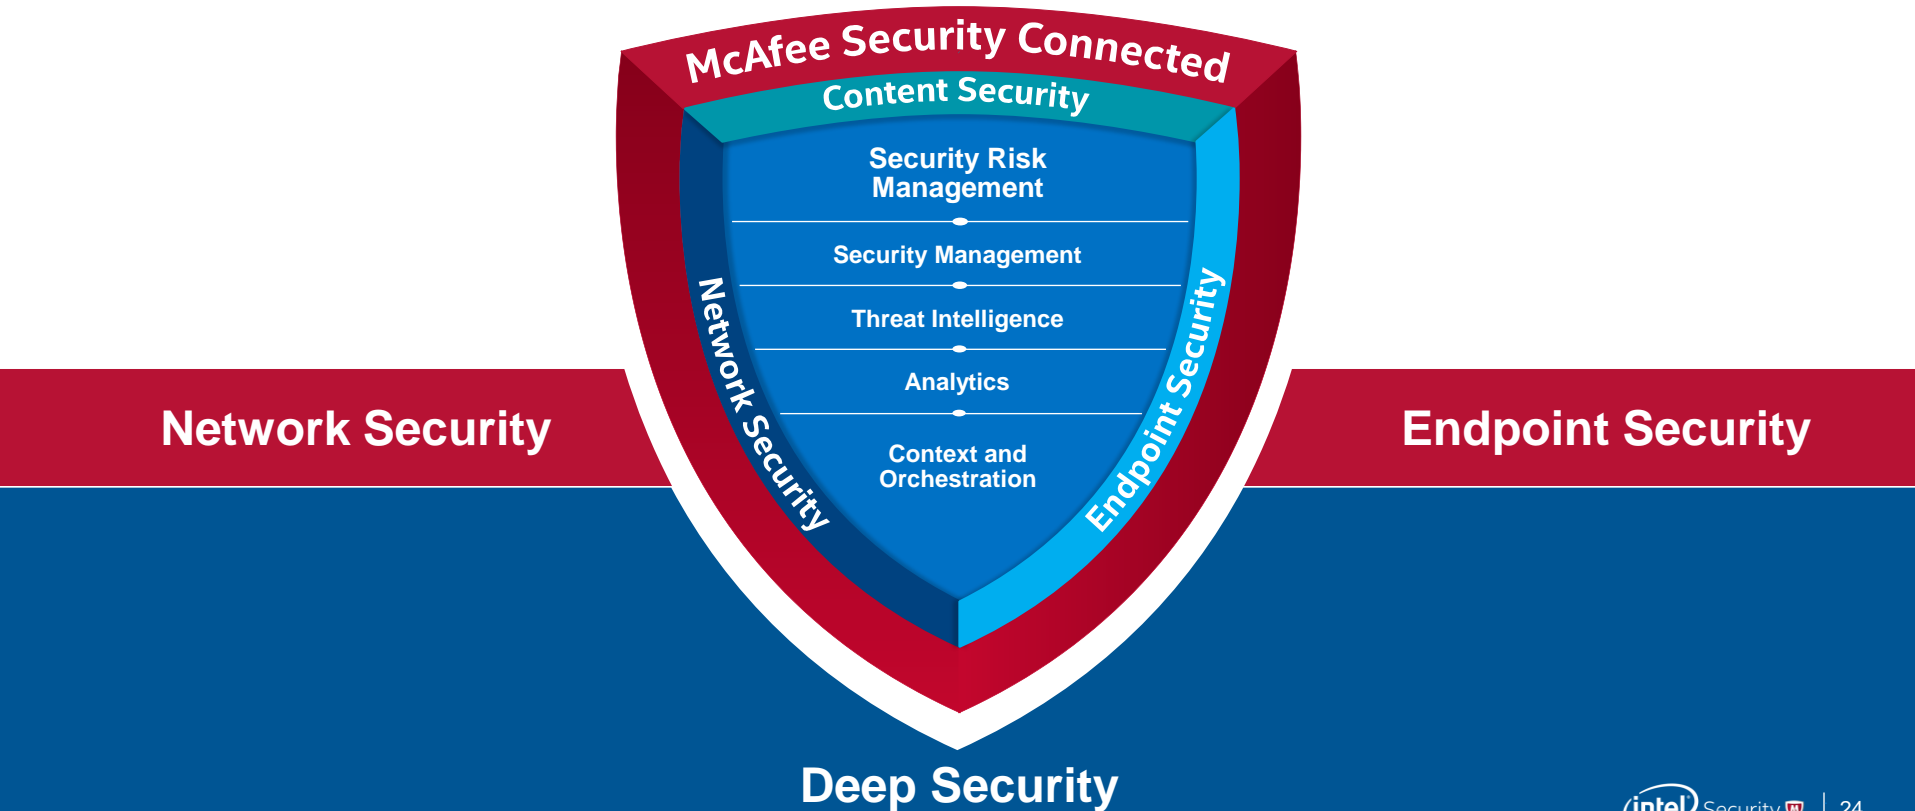 McAfee Security Connected
Content Security
Security Risk
Management
Security Management
Threat Intelligence
Analytics
Context and
Orchestration
Network Security
Endpoint Security
Network Security
Endpoint Security
Deep Security
intel Security 24